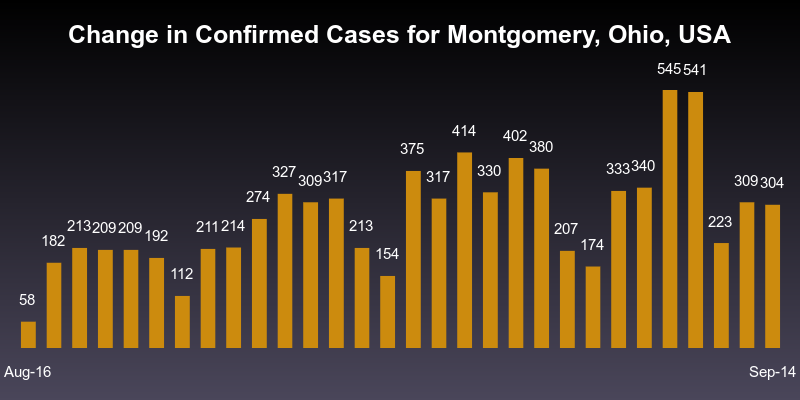 Change in Confirmed Cases for Montgomery, Ohio, USA
58 182 213 209 209 192 112 211 214 274 327 309 317 213 154 375 317 414 330 402 380 207 174 333 340 545 541 223 309 304
Aug-16 Sep-14